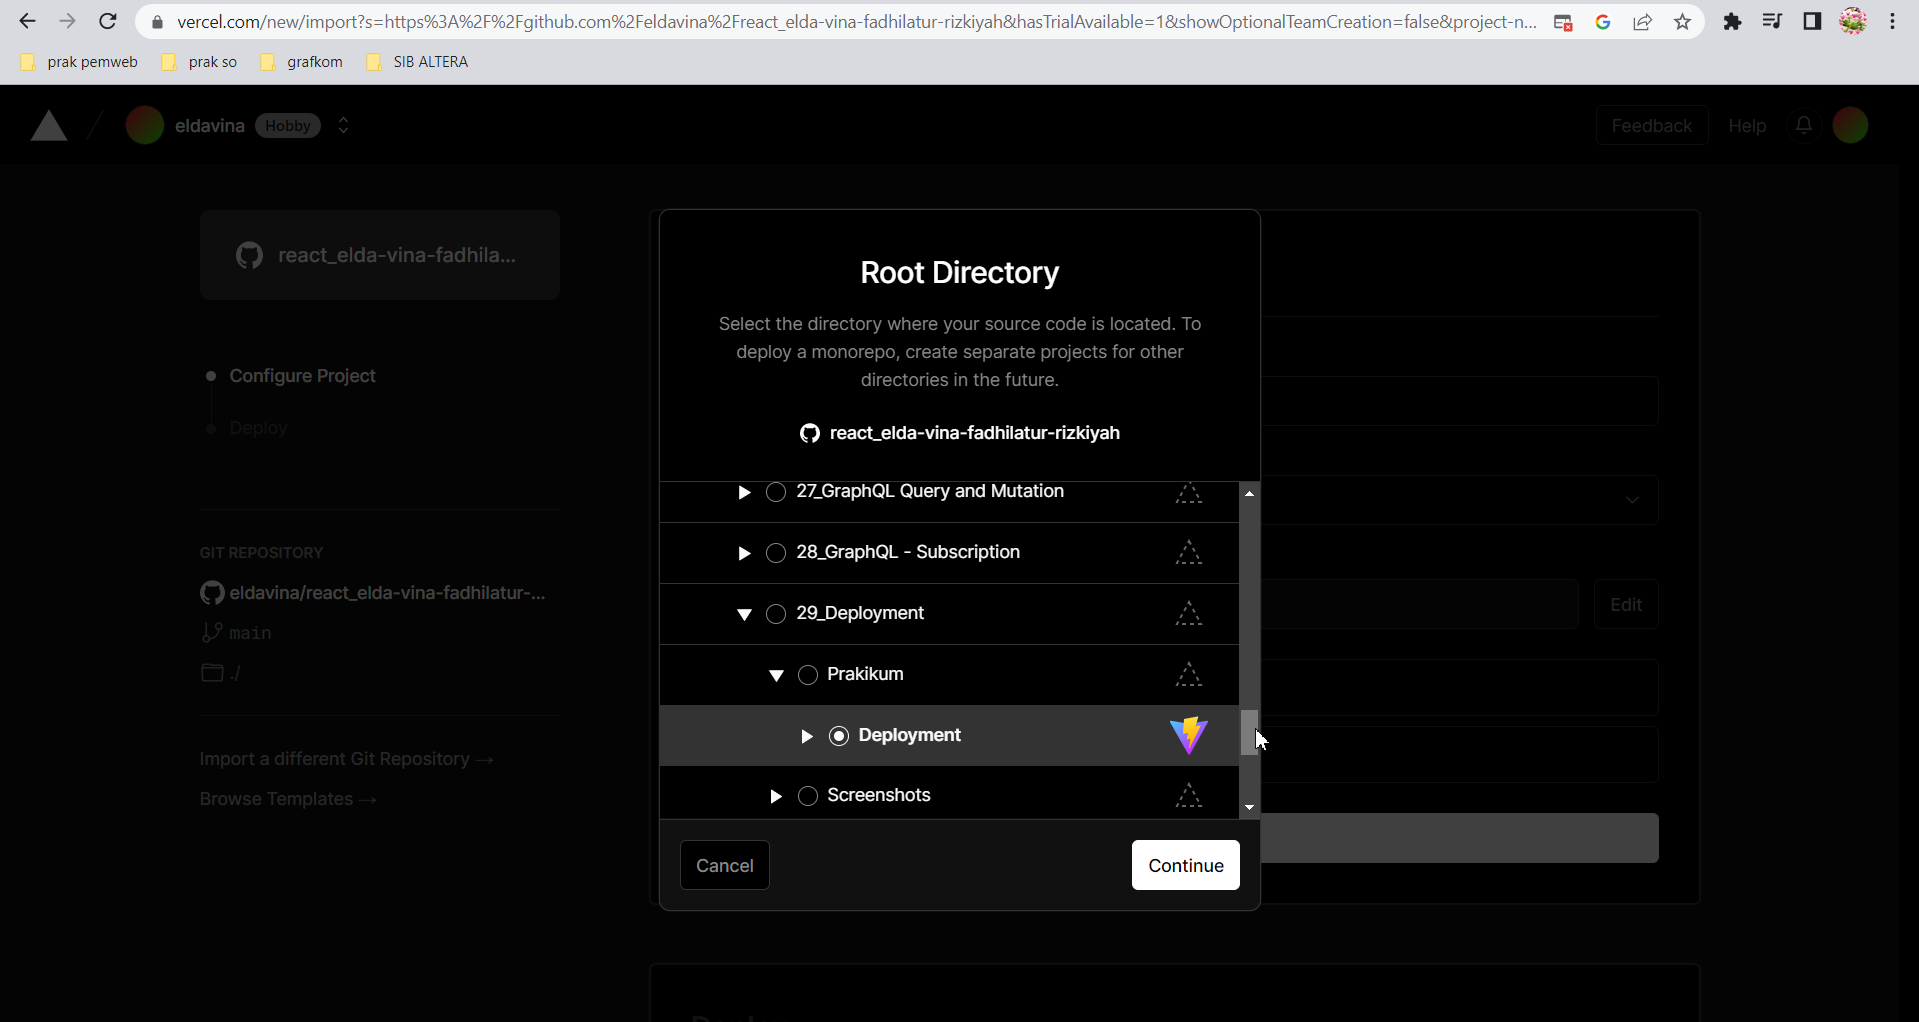 vercel.com/new/import?s=https%3A%2F%2Fgithub.com%2Feldavina%2Freact_elda-vina-fadhilatur-rizkiyah&hasTrialAvailable=1&showOptionalTeamCreation=false&project-n...
prak pemweb
prak so
grafkom
SIB ALTERA
eldavina
Hobby
Feedback
Help
react_elda-vina-fadhila...
Configure Project
Deploy
GIT REPOSITORY
eldavina/react_elda-vina-fadhilatur-...
main
./
Import a different Git Repository →
Browse Templates →
Root Directory
Select the directory where your source code is located. To
deploy a monorepo, create separate projects for other
directories in the future.
react_elda-vina-fadhilatur-rizkiyah
27_GraphQL Query and Mutation
28_GraphQL - Subscription
29_Deployment
Prakikum
Deployment
Screenshots
Cancel
Continue
Edit